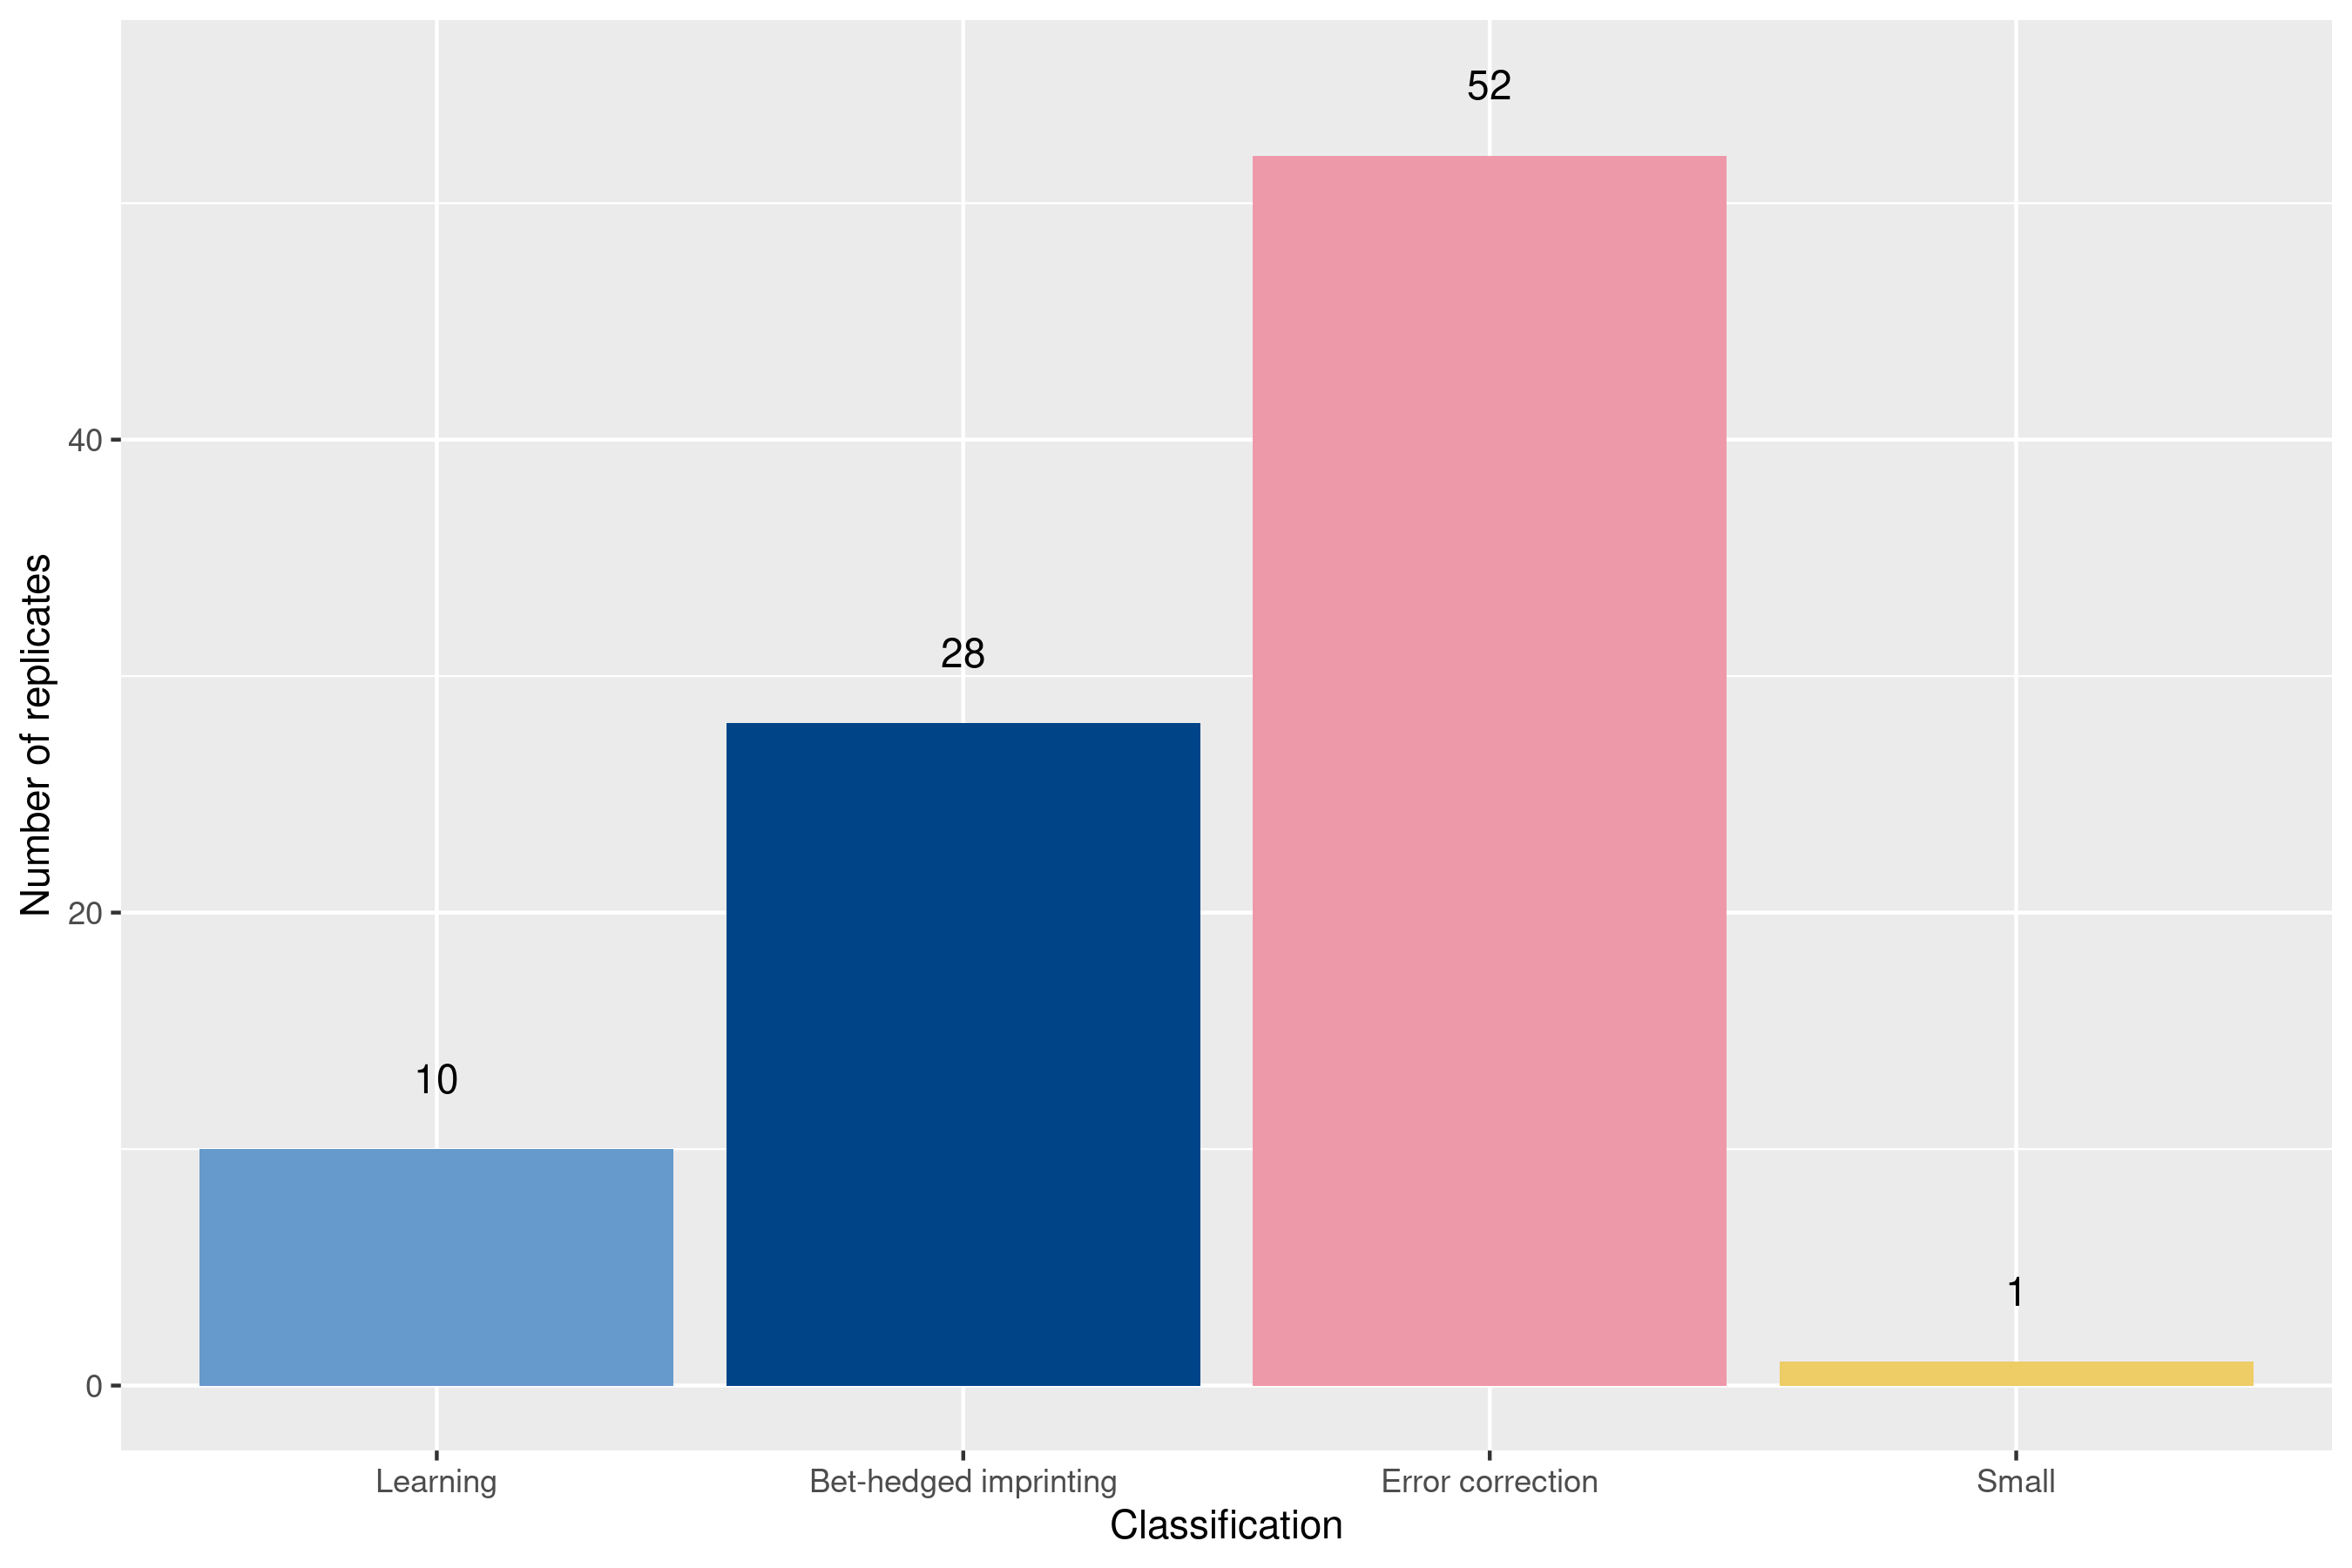 52
40
28
20
10
1
0
Number of replicates
Learning
Bet-hedged imprinting
Error correction
Small
Classification